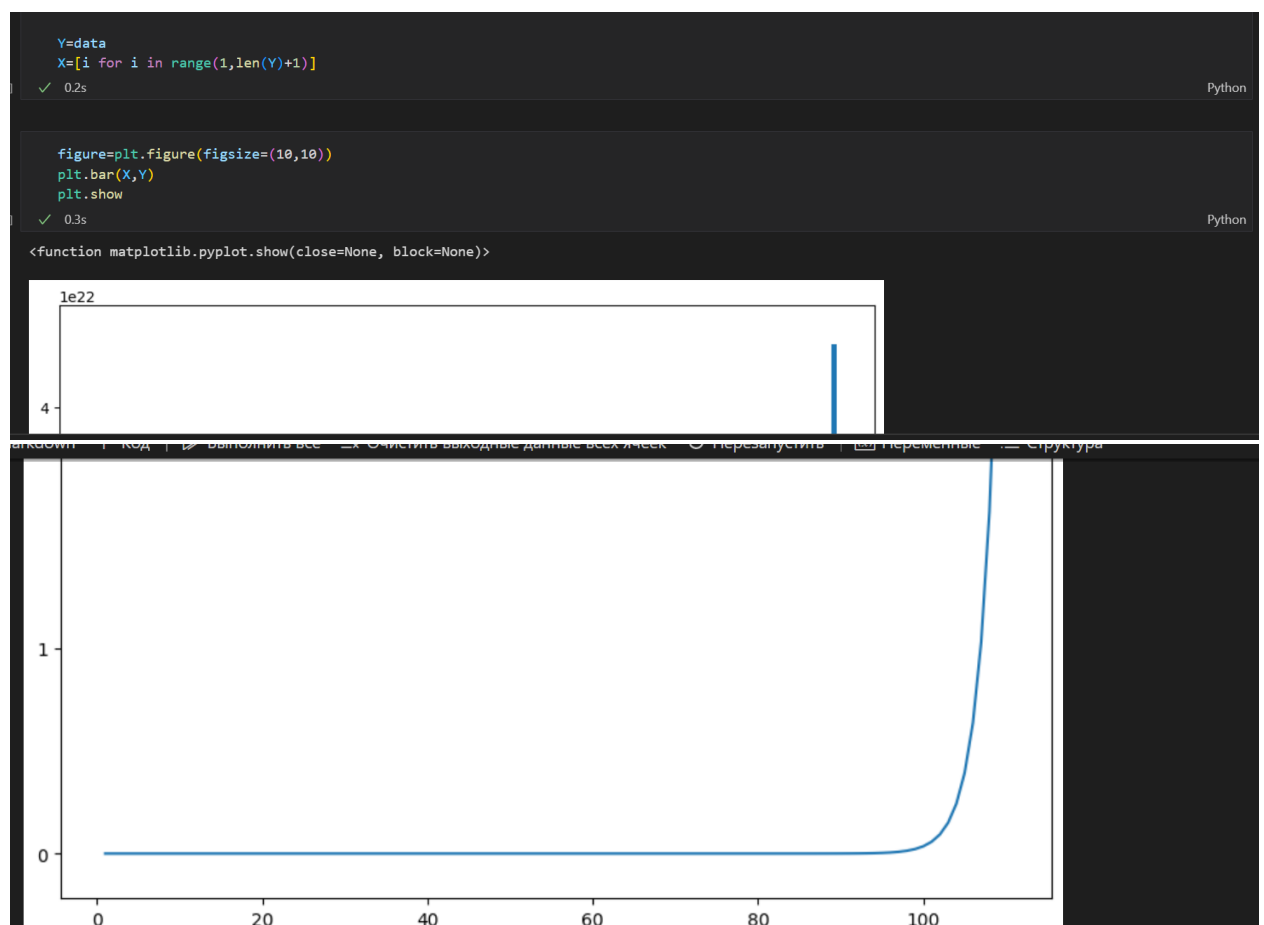 Y=data
X=[i for i in range(1,len(Y)+1)]
0.2s
Python
figure=plt.figure(figsize=(10,10))
plt.bar(X,Y)
plt.show
0.3s
Python
<function matplotlib.pyplot.show(close=None, block=None)>
1e22
4
Код Выполнить все Очистить выходные данные всех ячеек Перезапустить Переменные Структура
1
0
0 20 40 60 80 100